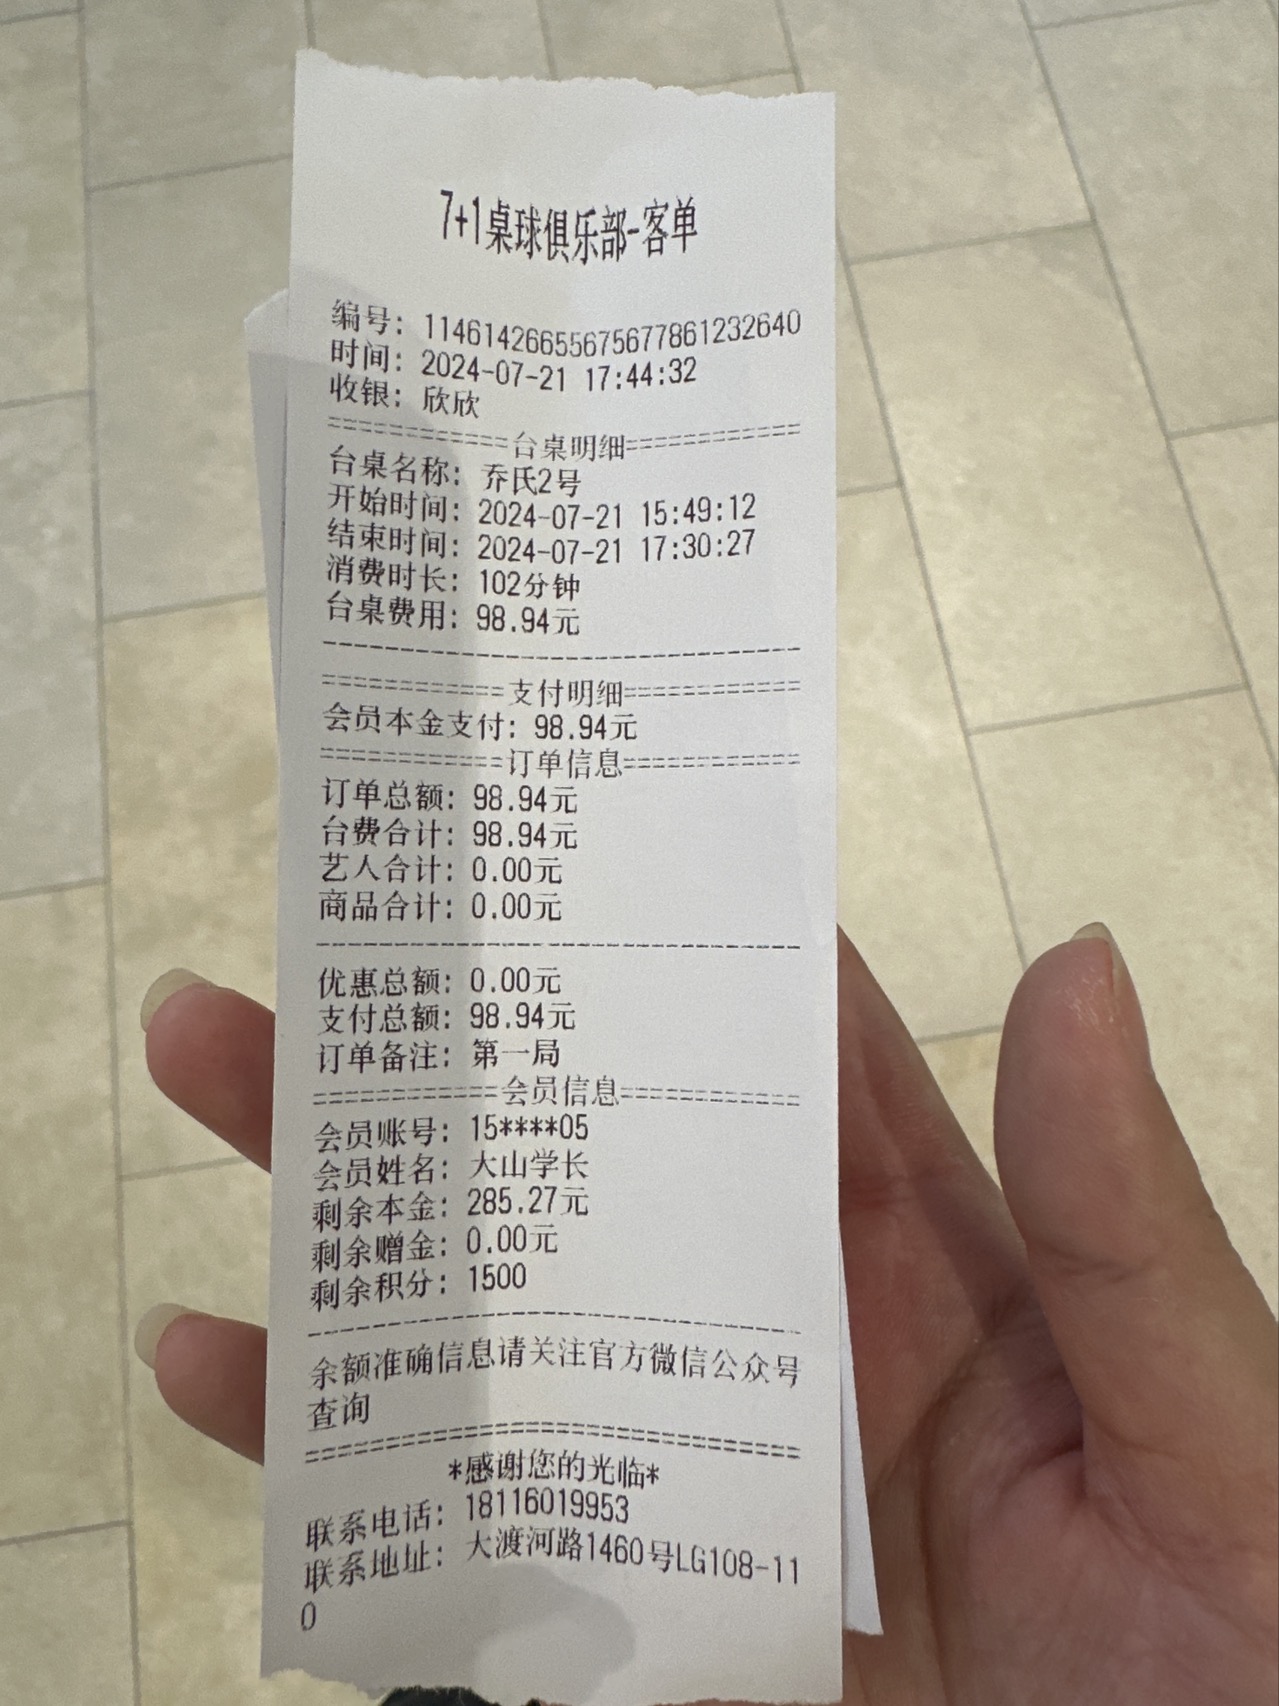 7+1桌球俱乐部-客单
编号: 11461426655675677861232640
时间: 2024-07-21 17:44:32
收银: 欣欣
============台桌明细============
台桌名称: 乔氏2号
开始时间: 2024-07-21 15:49:12
结束时间: 2024-07-21 17:30:27
消费时长: 102分钟
台桌费用: 98.94元
--------------------------------
============支付明细============
会员本金支付: 98.94元
============订单信息============
订单总额: 98.94元
台费合计: 98.94元
艺人合计: 0.00元
商品合计: 0.00元
--------------------------------
优惠总额: 0.00元
支付总额: 98.94元
订单备注: 第一局
============会员信息============
会员账号: 15****05
会员姓名: 大山学长
剩余本金: 285.27元
剩余赠金: 0.00元
剩余积分: 1500
--------------------------------
余额准确信息请关注官方微信公众号
查询
================================
*感谢您的光临*
联系电话: 18116019953
联系地址: 大渡河路1460号LG108-11
0